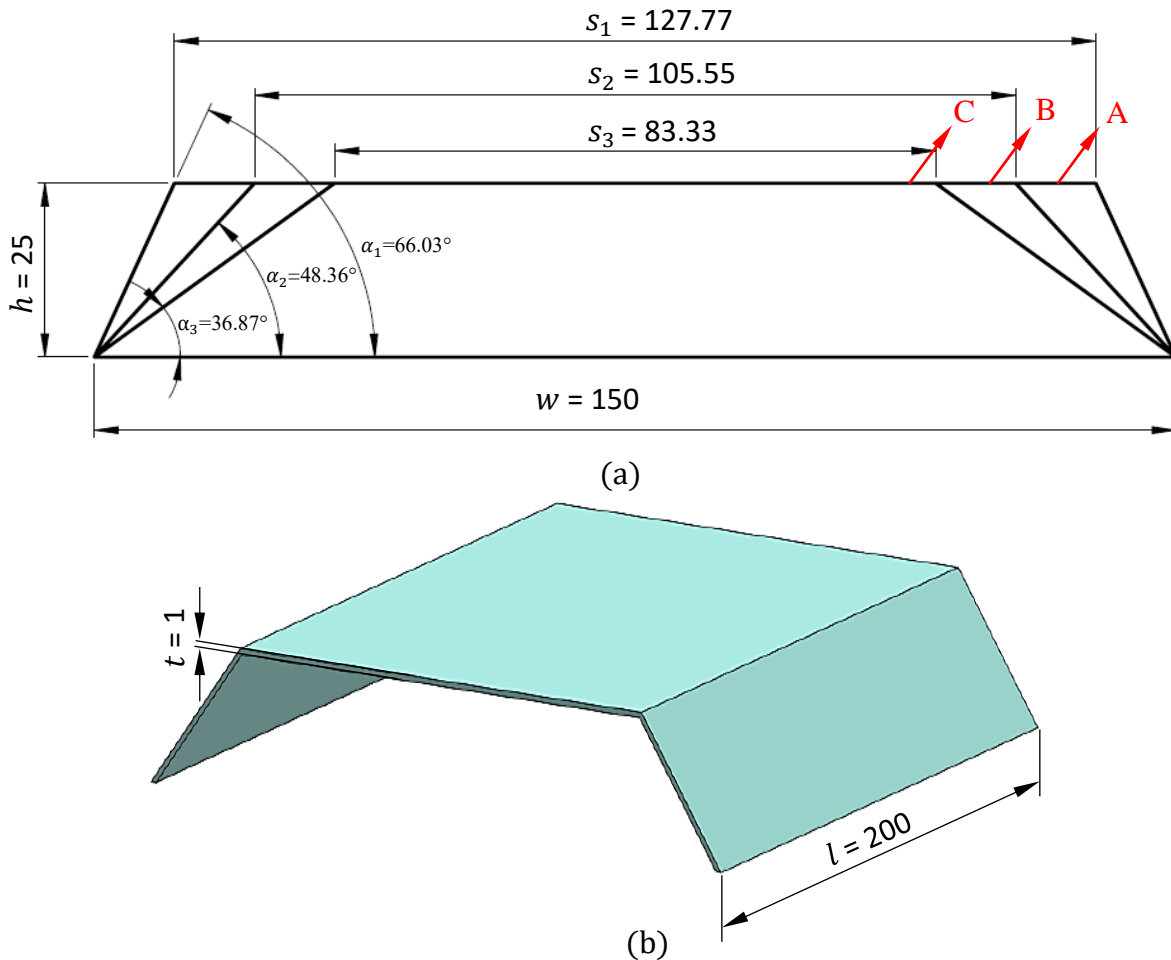 s₁ = 127.77
s₂ = 105.55
s₃ = 83.33
C
B
A
h = 25
α₁=66.03°
α₂=48.36°
α₃=36.87°
w = 150
(a)
t = 1
l = 200
(b)